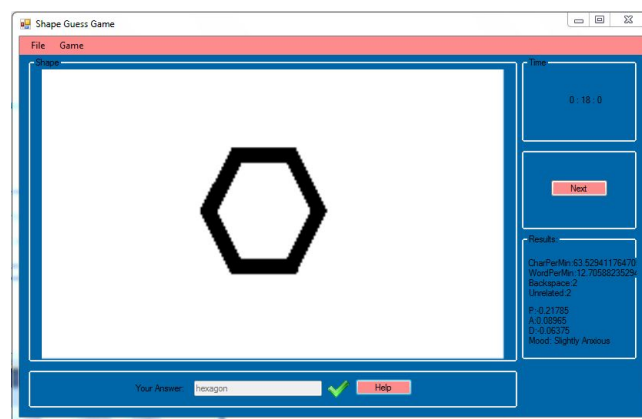 Shape Guess Game
File Game
Shape
Time
0 : 18 : 0
Next
Results:
CharPerMin:63.52941176470
WordPerMin:12.7058823529
Backspace:2
Unrelated:2
P:-0.21785
A:0.08965
D:-0.06375
Mood: Slightly Anxious
Your Answer: hexagon Help